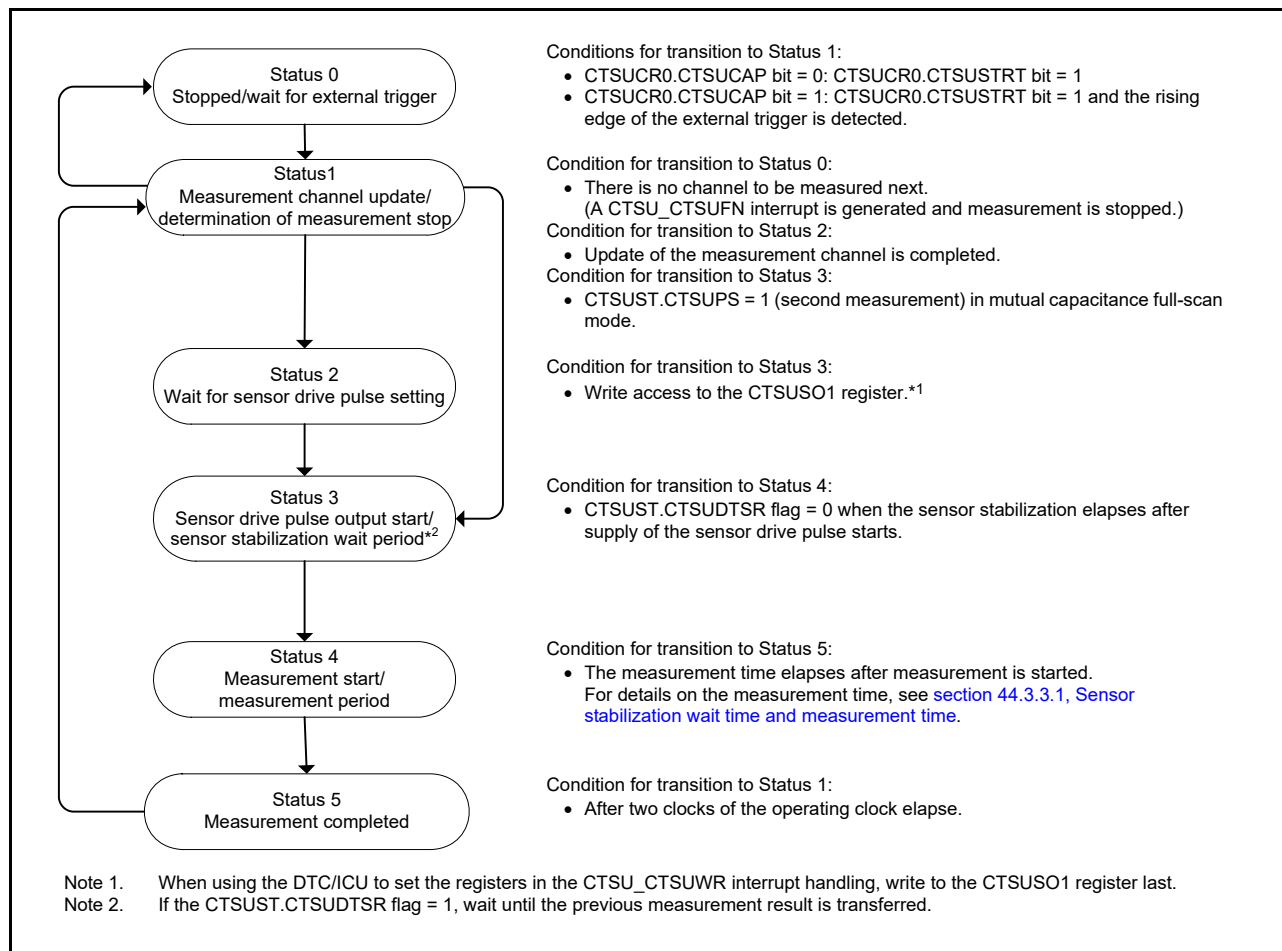 Status 0
Stopped/wait for external trigger
Conditions for transition to Status 1:
• CTSUCR0.CTSUCAP bit = 0: CTSUCR0.CTSUSTRT bit = 1
• CTSUCR0.CTSUCAP bit = 1: CTSUCR0.CTSUSTRT bit = 1 and the rising
edge of the external trigger is detected.
Status1
Measurement channel update/
determination of measurement stop
Condition for transition to Status 0:
• There is no channel to be measured next.
(A CTSU_CTSUFN interrupt is generated and measurement is stopped.)
Condition for transition to Status 2:
• Update of the measurement channel is completed.
Condition for transition to Status 3:
• CTSUST.CTSUPS = 1 (second measurement) in mutual capacitance full-scan
mode.
Status 2
Wait for sensor drive pulse setting
Condition for transition to Status 3:
• Write access to the CTSUSO1 register.*1
Status 3
Sensor drive pulse output start/
sensor stabilization wait period*2
Condition for transition to Status 4:
• CTSUST.CTSUDTSR flag = 0 when the sensor stabilization elapses after
supply of the sensor drive pulse starts.
Status 4
Measurement start/
measurement period
Condition for transition to Status 5:
• The measurement time elapses after measurement is started.
For details on the measurement time, see section 44.3.3.1, Sensor
stabilization wait time and measurement time.
Status 5
Measurement completed
Condition for transition to Status 1:
• After two clocks of the operating clock elapse.
Note 1. When using the DTC/ICU to set the registers in the CTSU_CTSUWR interrupt handling, write to the CTSUSO1 register last.
Note 2. If the CTSUST.CTSUDTSR flag = 1, wait until the previous measurement result is transferred.